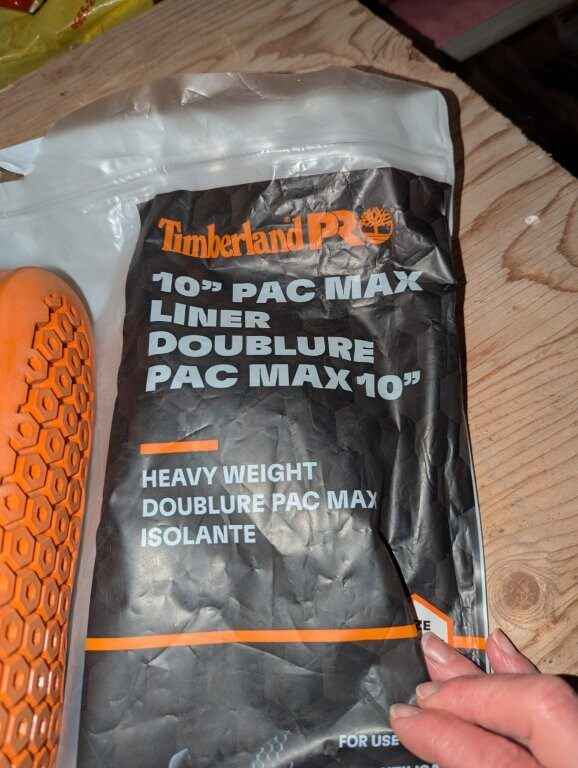 Timberland PRO
10” PAC MAX
LINER
DOUBLURE
PAC MAX 10”
HEAVY WEIGHT
DOUBLURE PAC MAX
ISOLANTE
FOR USE